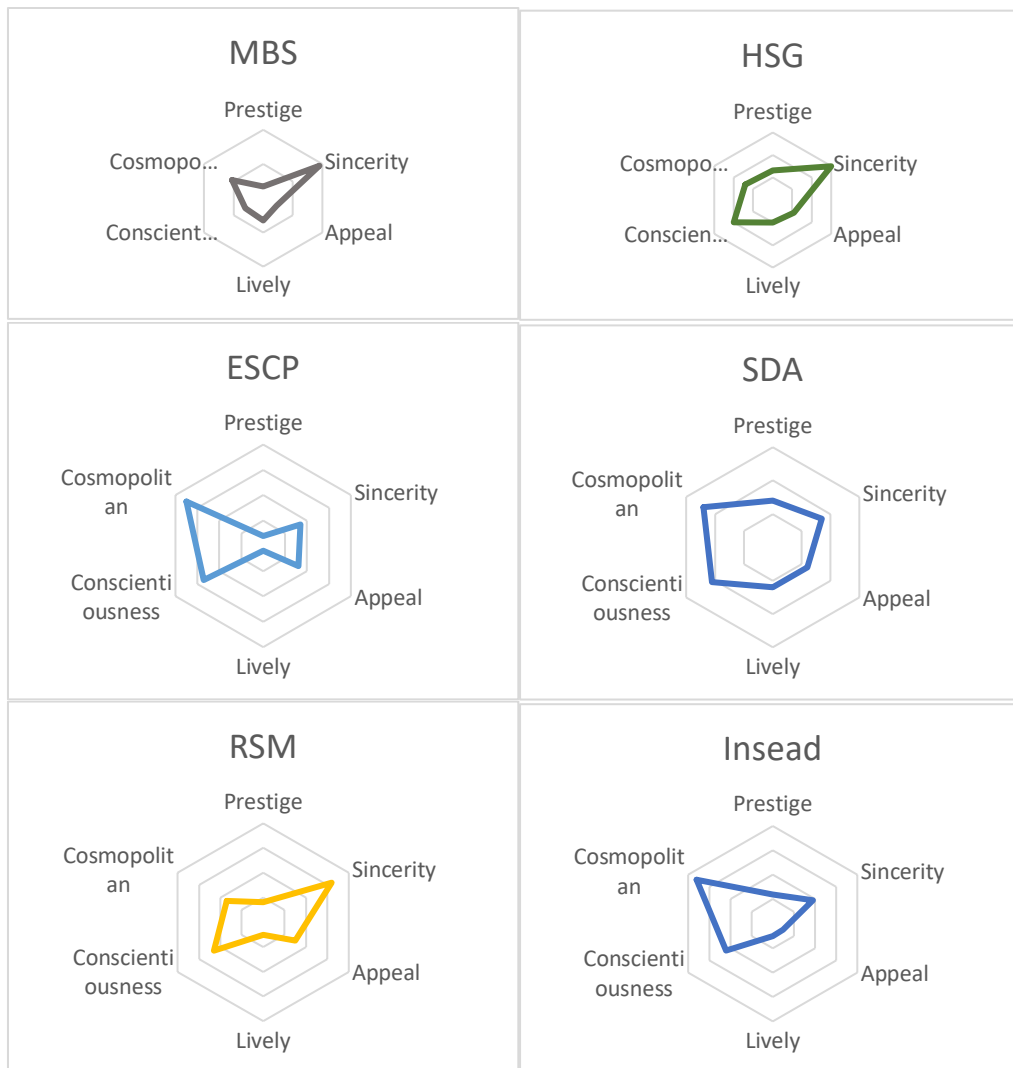 MBS
Prestige
Cosmopo...
Sincerity
Conscient...
Appeal
Lively
HSG
Prestige
Cosmopo...
Sincerity
Conscien...
Appeal
Lively
ESCP
Prestige
Cosmopolit
an
Sincerity
Conscienti
ousness
Appeal
Lively
SDA
Prestige
Cosmopolit
an
Sincerity
Conscienti
ousness
Appeal
Lively
RSM
Prestige
Cosmopolit
an
Sincerity
Conscienti
ousness
Appeal
Lively
Insead
Prestige
Cosmopolit
an
Sincerity
Conscienti
ousness
Appeal
Lively